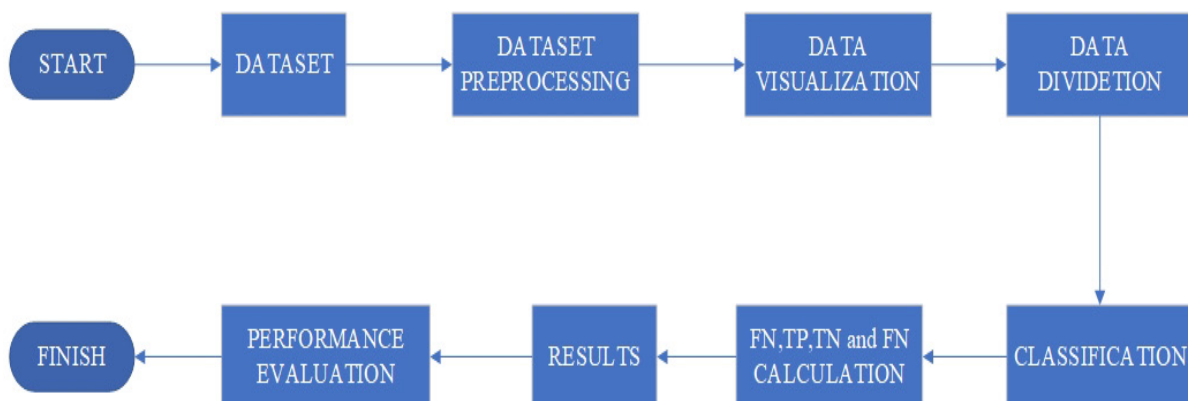 START
DATASET
DATASET
PREPROCESSING
DATA
VISUALIZATION
DATA
DIVIDETION
CLASSIFICATION
FN,TP,TN and FN
CALCULATION
RESULTS
PERFORMANCE
EVALUATION
FINISH